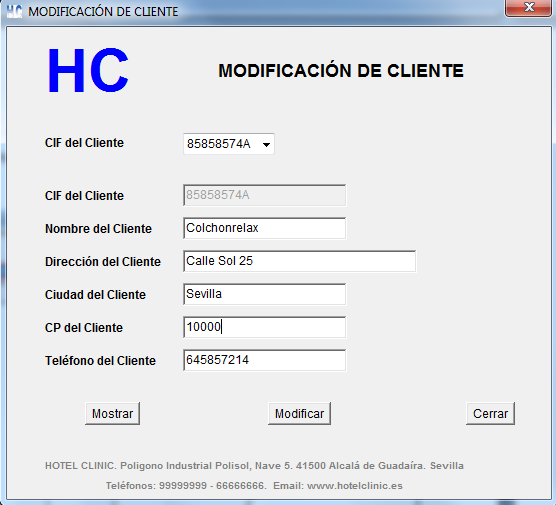 HC MODIFICACIÓN DE CLIENTE
HC
MODIFICACIÓN DE CLIENTE
CIF del Cliente 85858574A
CIF del Cliente 85858574A
Nombre del Cliente Colchonrelax
Dirección del Cliente Calle Sol 25
Ciudad del Cliente Sevilla
CP del Cliente 10000
Teléfono del Cliente 645857214
Mostrar Modificar Cerrar
HOTEL CLINIC. Poligono Industrial Polisol, Nave 5. 41500 Alcalá de Guadaíra. Sevilla
Teléfonos: 99999999 - 66666666. Email: www.hotelclinic.es